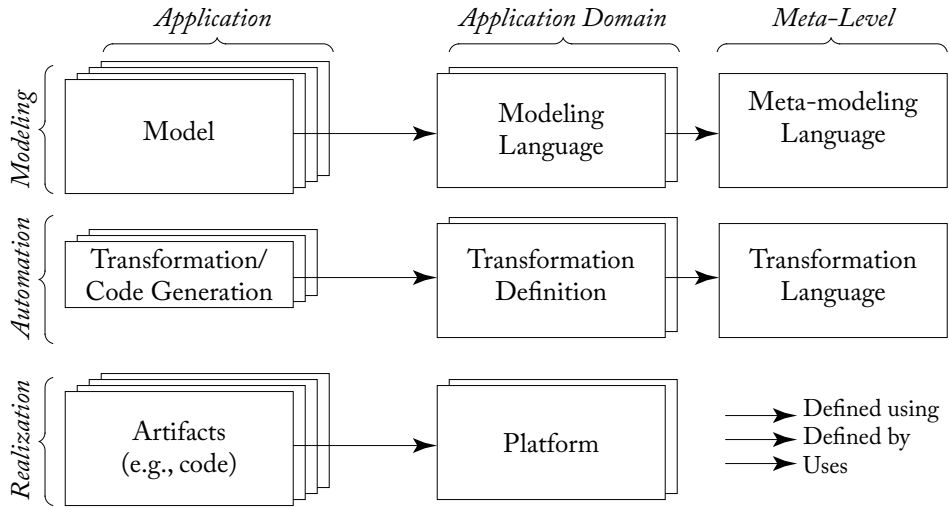 Application
Application Domain
Meta-Level
Modeling
Model
Modeling
Language
Meta-modeling
Language
Automation
Transformation/
Code Generation
Transformation
Definition
Transformation
Language
Realization
Artifacts
(e.g., code)
Platform
Defined using
Defined by
Uses